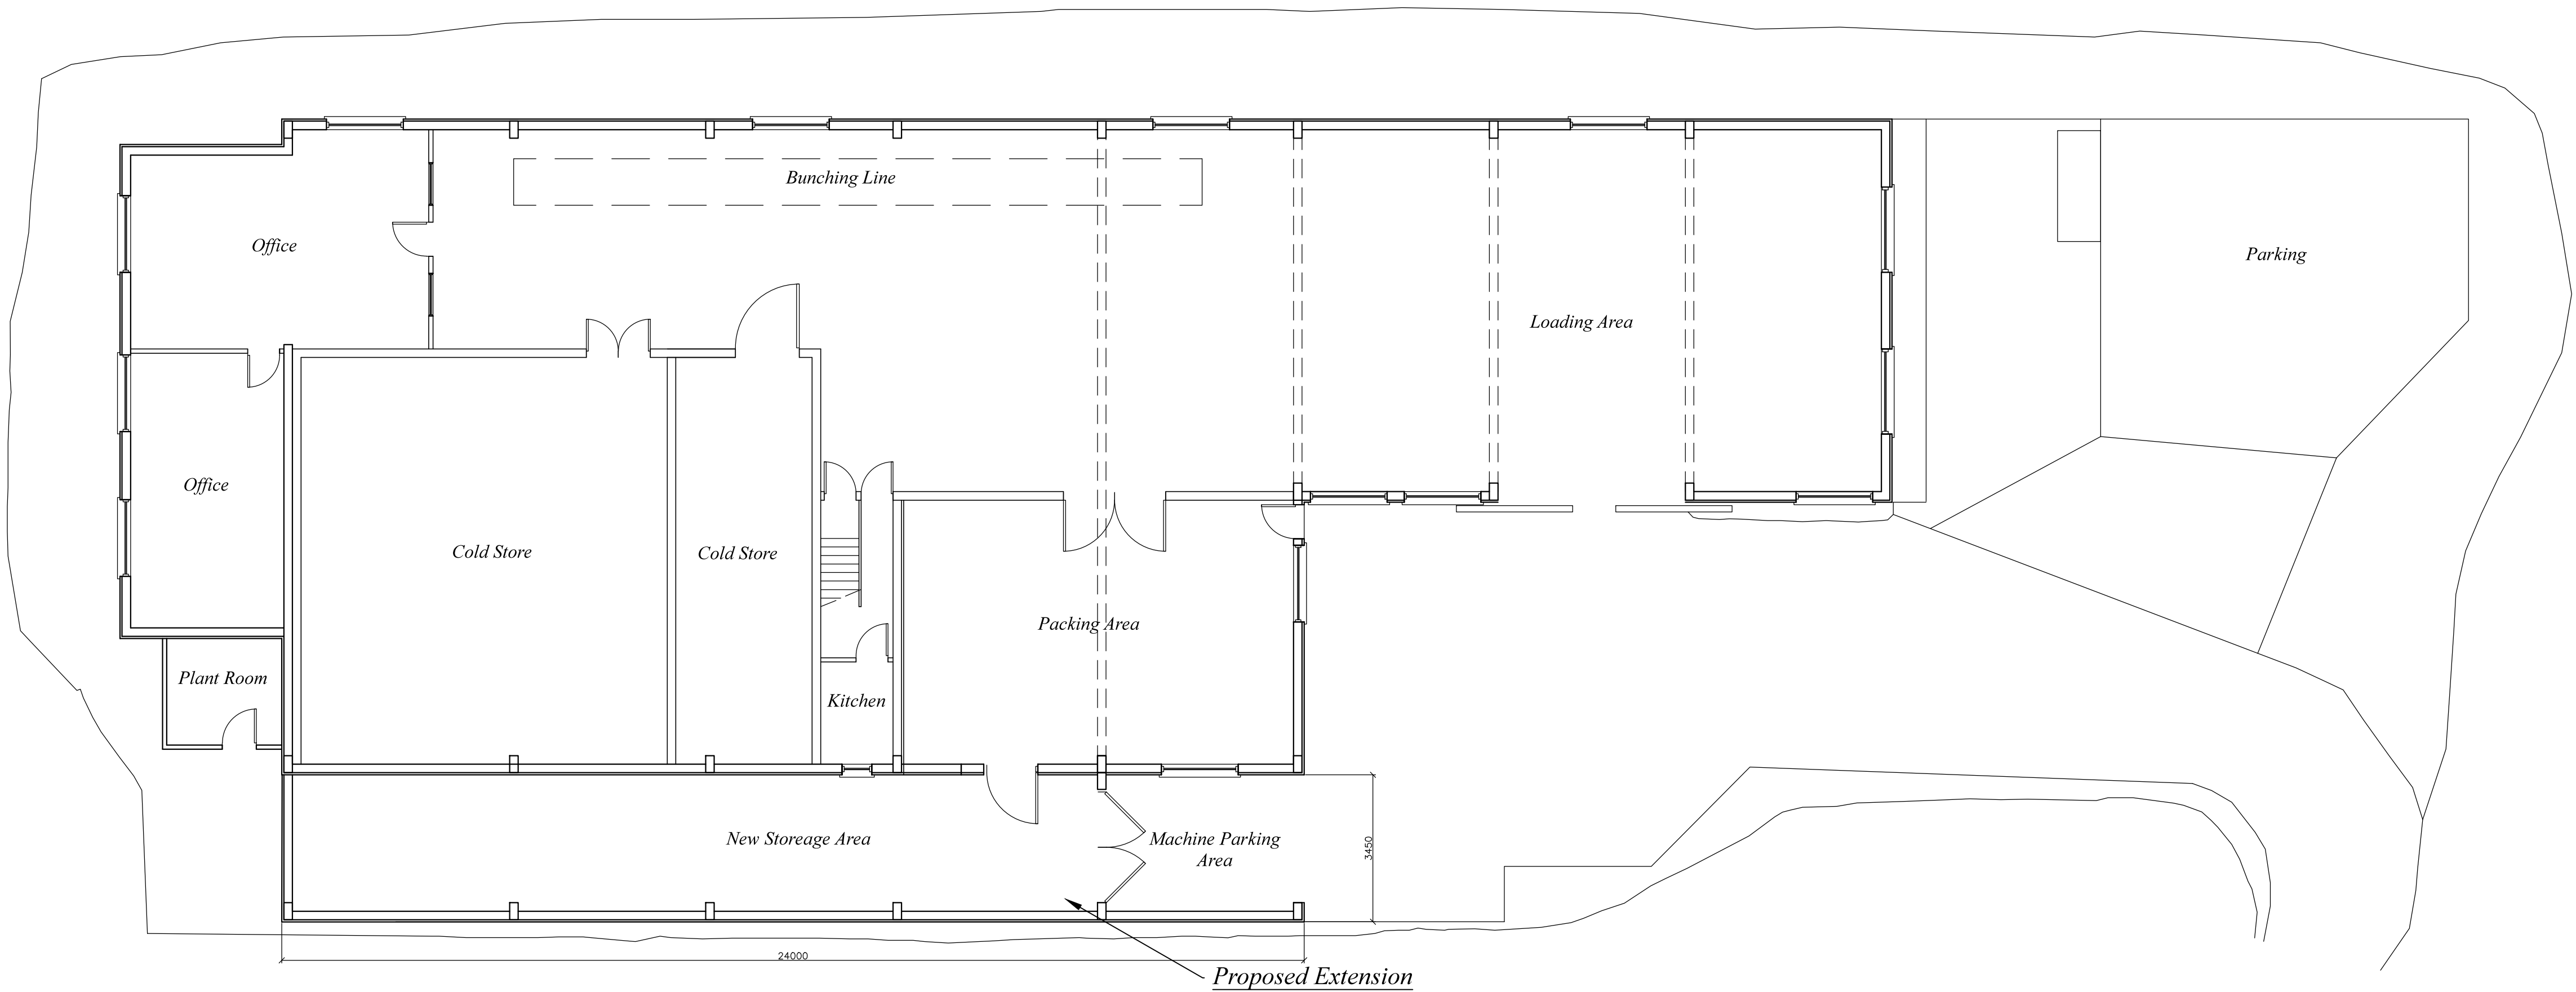 Bunching Line
Office
Parking
Loading Area
Office
Cold Store
Cold Store
Packing Area
Plant Room
Kitchen
New Storeage Area
Machine Parking
Area
3450
24000
Proposed Extension